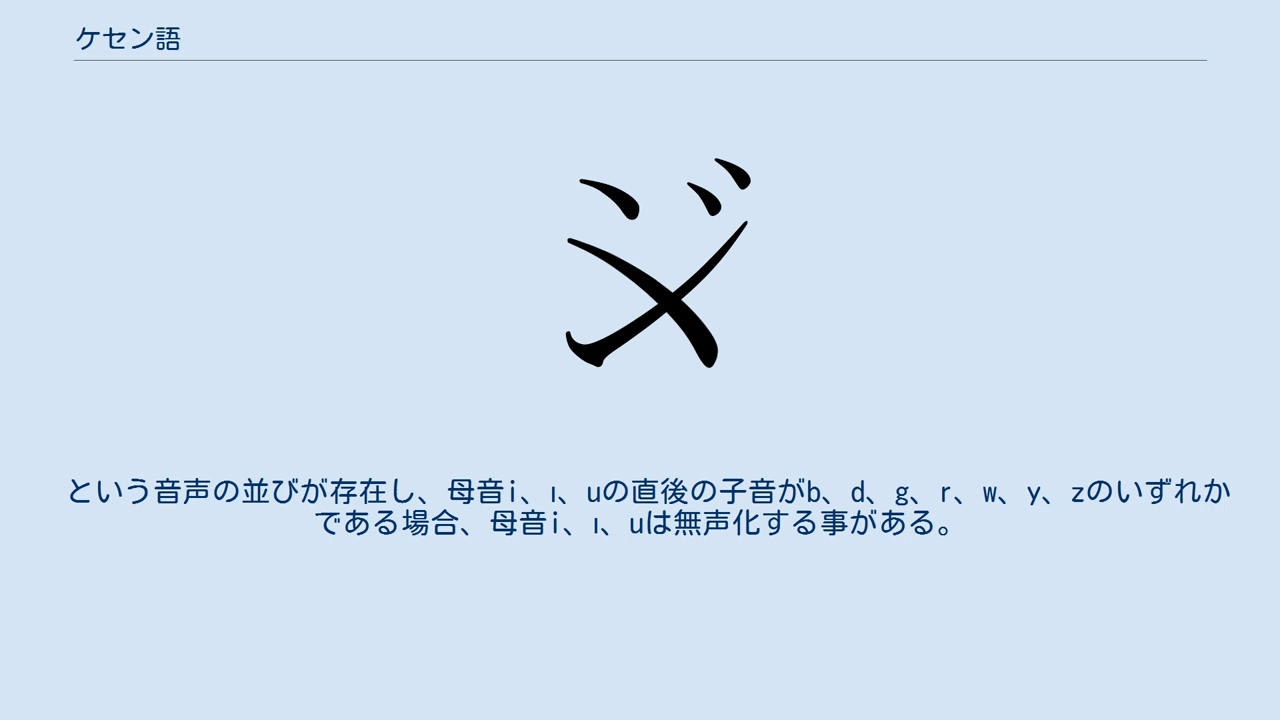 ケセン語
という音声の並びが存在し、母音i、ı、uの直後の子音がb、d、g、r、w、y、zのいずれか
である場合、母音i、ı、uは無声化する事がある。